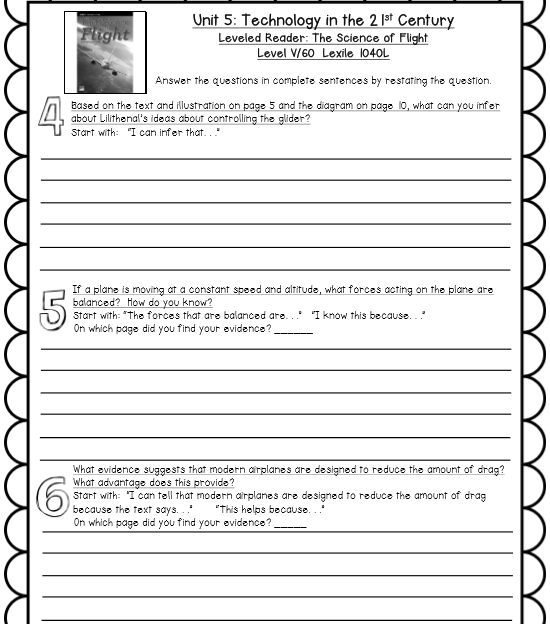 Flight
Unit 5: Technology in the 21st Century
Leveled Reader: The Science of Flight
Level V/60 Lexile 1040L
Answer the questions in complete sentences by restating the question.
4
Based on the text and illustration on page 5 and the diagram on page 10, what can you infer
about Lilithenal's ideas about controlling the glider?
Start with: "I can infer that. . ."
5
If a plane is moving at a constant speed and altitude, what forces acting on the plane are
balanced? How do you know?
Start with: "The forces that are balanced are. . ." "I know this because. . ."
On which page did you find your evidence? ______
6
What evidence suggests that modern airplanes are designed to reduce the amount of drag?
What advantage does this provide?
Start with: "I can tell that modern airplanes are designed to reduce the amount of drag
because the text says. . ." "This helps because. . ."
On which page did you find your evidence? _____